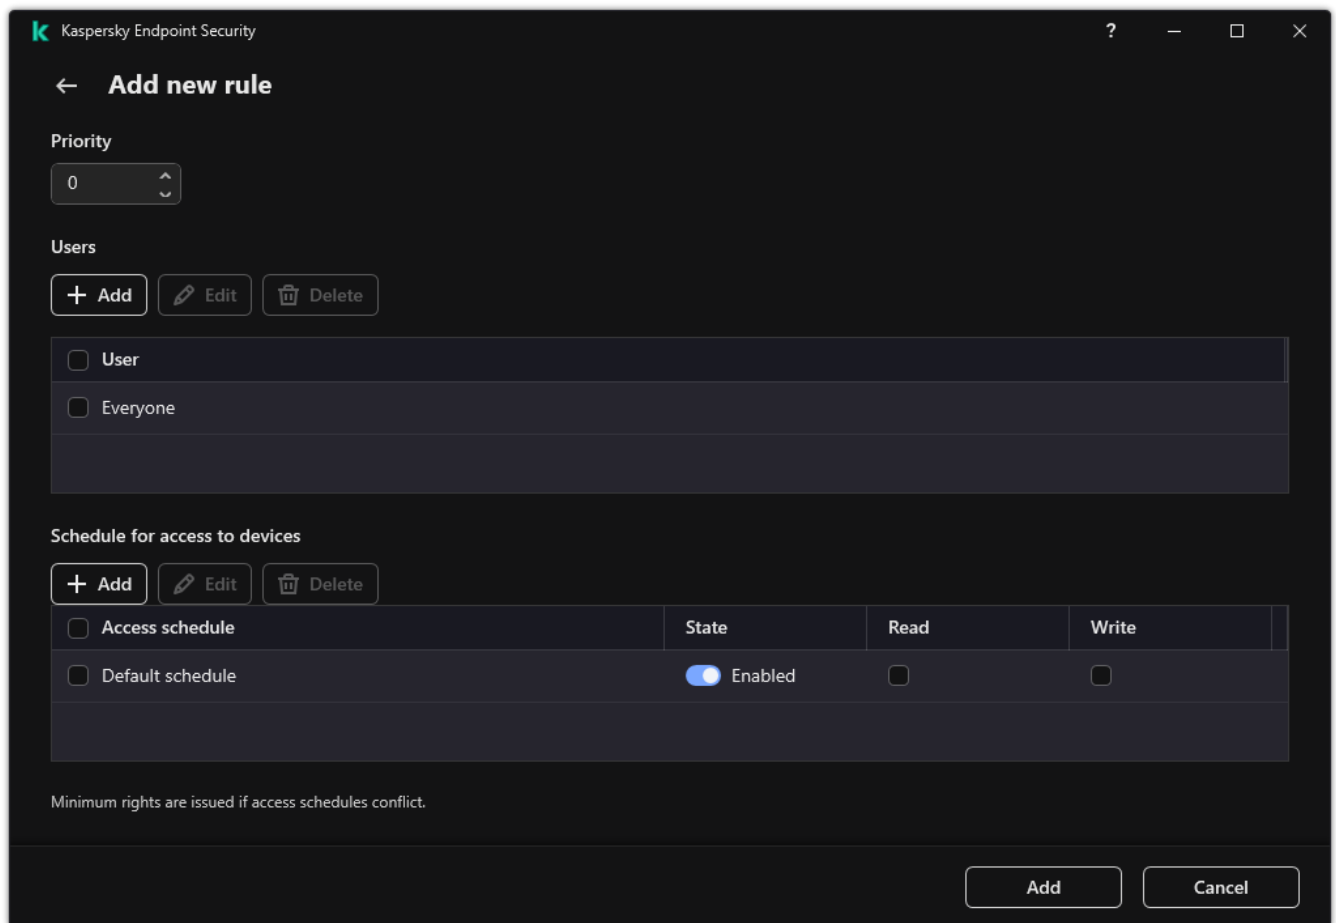 Kaspersky Endpoint Security ?
Add new rule
Priority
0
Users
Add Edit Delete
User
Everyone
Schedule for access to devices
Add Edit Delete
Access schedule State Read Write
Default schedule Enabled
Minimum rights are issued if access schedules conflict.
Add Cancel